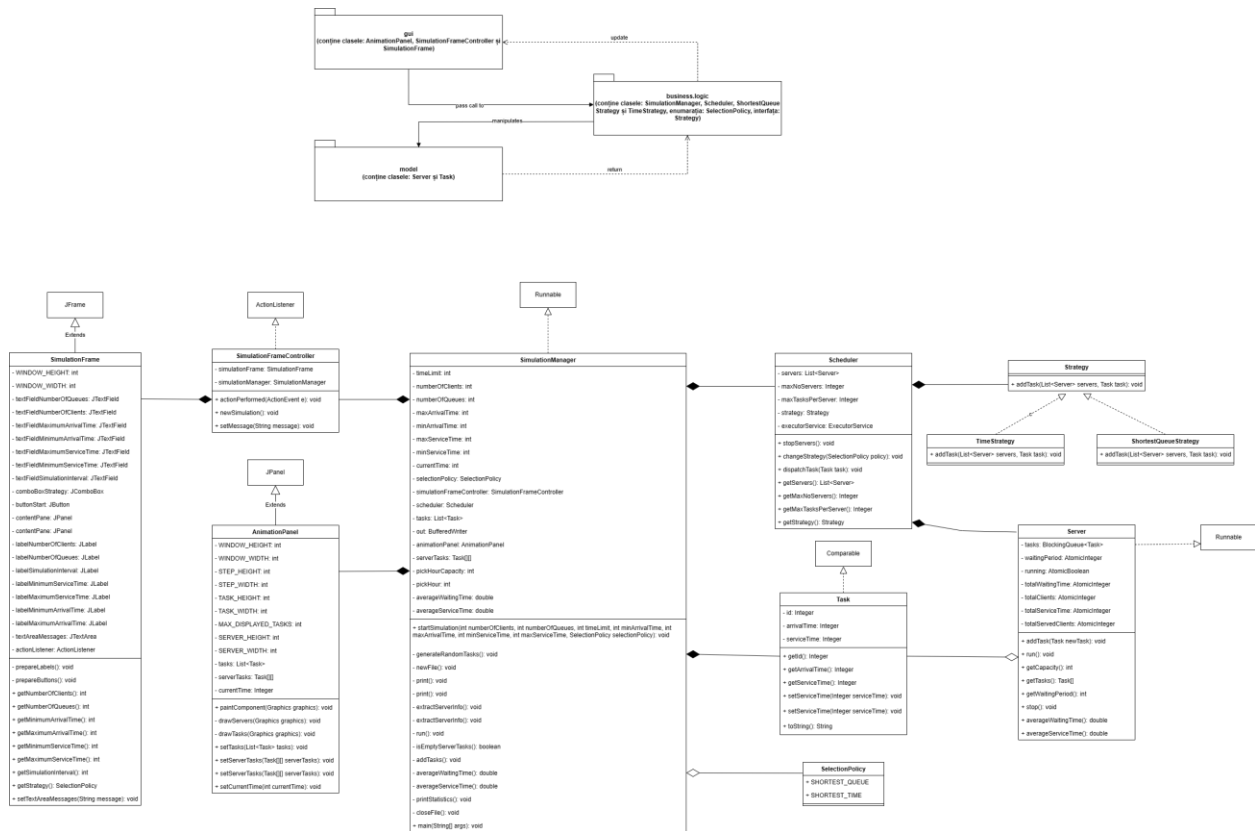 gui
(conține clasele: AnimationPanel, SimulationFrameController și
SimulationFrame)
update
business.logic
(conține clasele: SimulationManager, Scheduler, ShortestQueue
Strategy și TimeStrategy, enumarația: SelectionPolicy, interfața:
Strategy)
pass call to
manipulates
model
(conține clasele: Server și Task)
return
JFrame
Extends
SimulationFrame
- WINDOW_HEIGHT: int
- WINDOW_WIDTH: int
- textFieldNumberOfQueues: JTextField
- textFieldNumberOfClients: JTextField
- textFieldMaximumArrivalTime: JTextField
- textFieldMinimumArrivalTime: JTextField
- textFieldMaximumServiceTime: JTextField
- textFieldMinimumServiceTime: JTextField
- textFieldSimulationInterval: JTextField
- comboBoxStrategy: JComboBox
- buttonStart: JButton
- contentPane: JPanel
- contentPane: JPanel
- labelNumberOfClients: JLabel
- labelNumberOfQueues: JLabel
- labelSimulationInterval: JLabel
- labelMinimumServiceTime: JLabel
- labelMaximumServiceTime: JLabel
- labelMinimumArrivalTime: JLabel
- labelMaximumArrivalTime: JLabel
- textAreaMessages: JTextArea
- actionListener: ActionListener
- prepareLabels(): void
- prepareButtons(): void
+ getNumberOfClients(): int
+ getNumberOfQueues(): int
+ getMinimumArrivalTime(): int
+ getMaximumArrivalTime(): int
+ getMinimumServiceTime(): int
+ getMaximumServiceTime(): int
+ getSimulationInterval(): int
+ getStrategy(): SelectionPolicy
+ setTextAreaMessages(String message): void
ActionListener
SimulationFrameController
- simulationFrame: SimulationFrame
- simulationManager: SimulationManager
+ actionPerformed(ActionEvent e): void
- newSimulation(): void
+ setMessage(String message): void
JPanel
Extends
AnimationPanel
- WINDOW_HEIGHT: int
- WINDOW_WIDTH: int
- STEP_HEIGHT: int
- STEP_WIDTH: int
- TASK_HEIGHT: int
- TASK_WIDTH: int
- MAX_DISPLAYED_TASKS: int
- SERVER_HEIGHT: int
- SERVER_WIDTH: int
- tasks: List<Task>
- serverTasks: Task[][]
- currentTime: Integer
+ paintComponent(Graphics graphics): void
- drawServers(Graphics graphics): void
- drawTasks(Graphics graphics): void
+ setTasks(List<Task> tasks): void
+ setServerTasks(Task[][] serverTasks): void
+ setServerTasks(Task[][] serverTasks): void
+ setCurrentTime(int currentTime): void
Runnable
SimulationManager
- timeLimit: int
- numberOfClients: int
- numberOfQueues: int
- maxArrivalTime: int
- minArrivalTime: int
- maxServiceTime: int
- minServiceTime: int
- currentTime: int
- selectionPolicy: SelectionPolicy
- simulationFrameController: SimulationFrameController
- scheduler: Scheduler
- tasks: List<Task>
- out: BufferedWriter
- animationPanel: AnimationPanel
- serverTasks: Task[][]
- pickHourCapacity: int
- pickHour: int
- averageWaitingTime: double
- averageServiceTime: double
+ startSimulation(int numberOfClients, int numberOfQueues, int timeLimit, int minArrivalTime, int
maxArrivalTime, int minServiceTime, int maxServiceTime, SelectionPolicy selectionPolicy): void
- generateRandomTasks(): void
- newFile(): void
- print(): void
- print(): void
- extractServerInfo(): void
- extractServerInfo(): void
- run(): void
- isEmptyServerTasks(): boolean
- addTasks(): void
- averageWaitingTime(): double
- averageServiceTime(): double
- printStatistics(): void
- closeFile(): void
+ main(String[] args): void
Scheduler
- servers: List<Server>
- maxNoServers: Integer
- maxTasksPerServer: Integer
- strategy: Strategy
- executorService: ExecutorService
+ stopServers(): void
+ changeStrategy(SelectionPolicy policy): void
+ dispatchTask(Task task): void
+ getServers(): List<Server>
+ getMaxNoServers(): Integer
+ getMaxTasksPerServer(): Integer
+ getStrategy(): Strategy
Strategy
+ addTask(List<Server> servers, Task task): void
TimeStrategy
+ addTask(List<Server> servers, Task task): void
ShortestQueueStrategy
+ addTask(List<Server> servers, Task task): void
Server
- tasks: BlockingQueue<Task>
- waitingPeriod: AtomicInteger
- running: AtomicBoolean
- totalWaitingTime: AtomicInteger
- totalClients: AtomicInteger
- totalServiceTime: AtomicInteger
- totalServedClients: AtomicInteger
+ addTask(Task newTask): void
+ run(): void
+ getCapacity(): int
+ getTasks(): Task[]
+ getWaitingPeriod(): int
+ stop(): void
+ averageWaitingTime(): double
+ averageServiceTime(): double
Runnable
Comparable
Task
- id: Integer
- arrivalTime: Integer
- serviceTime: Integer
+ getId(): Integer
+ getArrivalTime(): Integer
+ getServiceTime(): Integer
+ setServiceTime(Integer serviceTime): void
+ setServiceTime(Integer serviceTime): void
+ toString(): String
SelectionPolicy
+ SHORTEST_QUEUE
+ SHORTEST_TIME